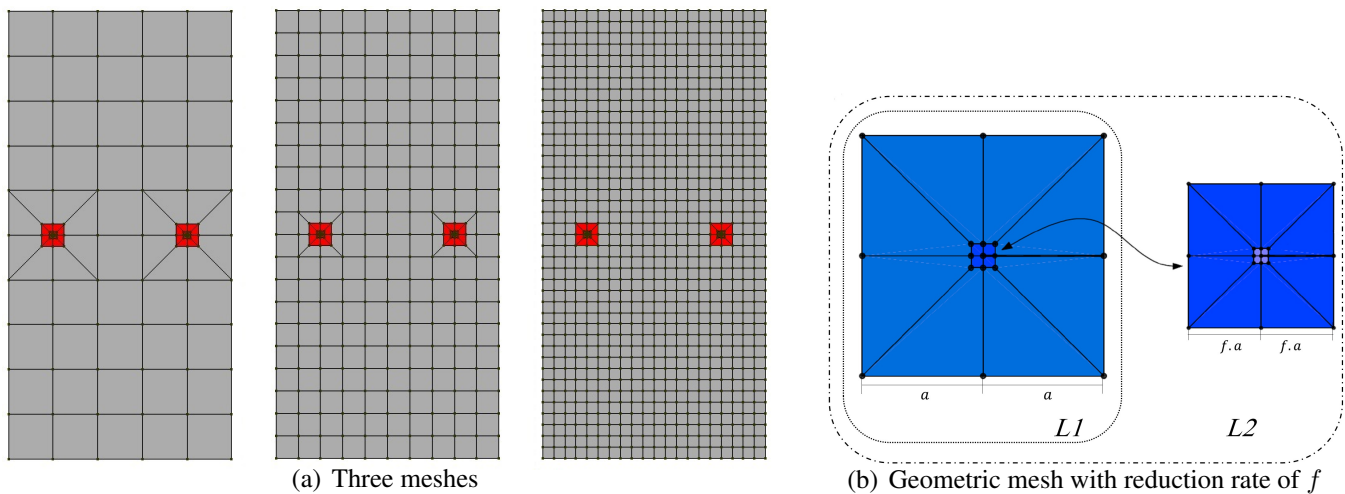 a
a
f.a
f.a
L1
L2
(a) Three meshes
(b) Geometric mesh with reduction rate of f